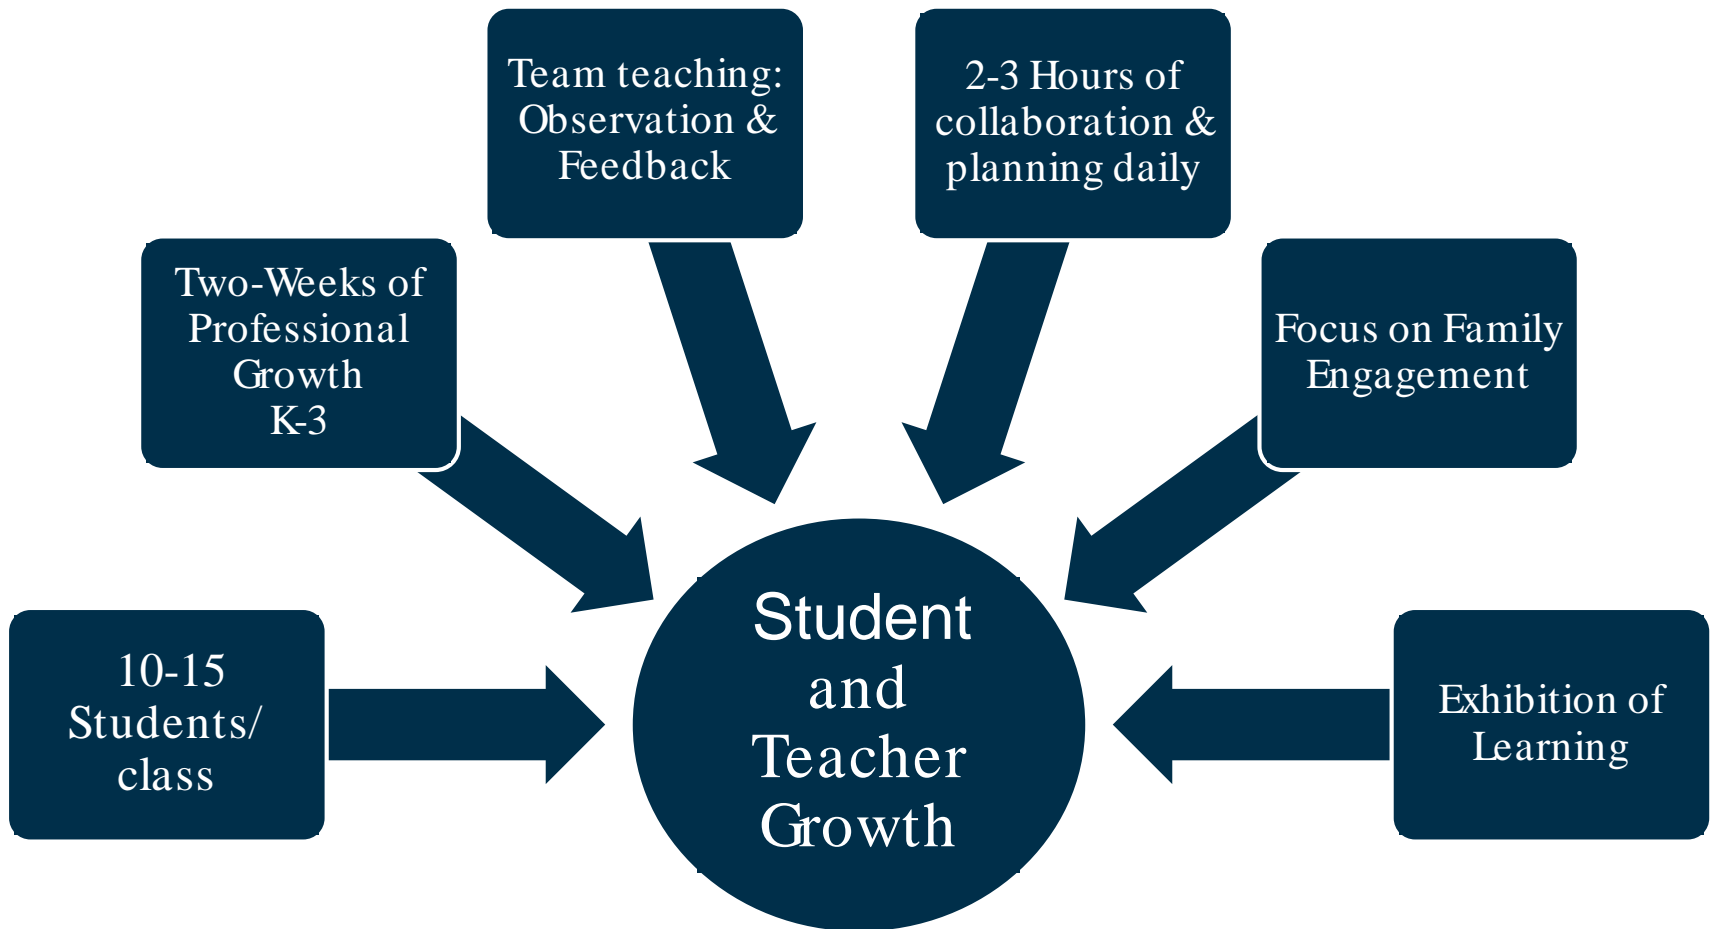 Team teaching:
Observation &
Feedback
2-3 Hours of
collaboration &
planning daily
Two-Weeks of
Professional
Growth
K-3
Focus on Family
Engagement
10-15
Students/
class
Student
and
Teacher
Growth
Exhibition of
Learning